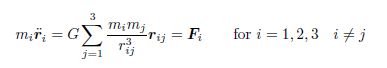 $m_i \ddot{\boldsymbol{r}}_i = G \sum_{j=1}^{3} \frac{m_i m_j}{r_{ij}^3} \boldsymbol{r}_{ij} = \boldsymbol{F}_i \qquad \text{for } i = 1, 2, 3 \quad i \neq j$